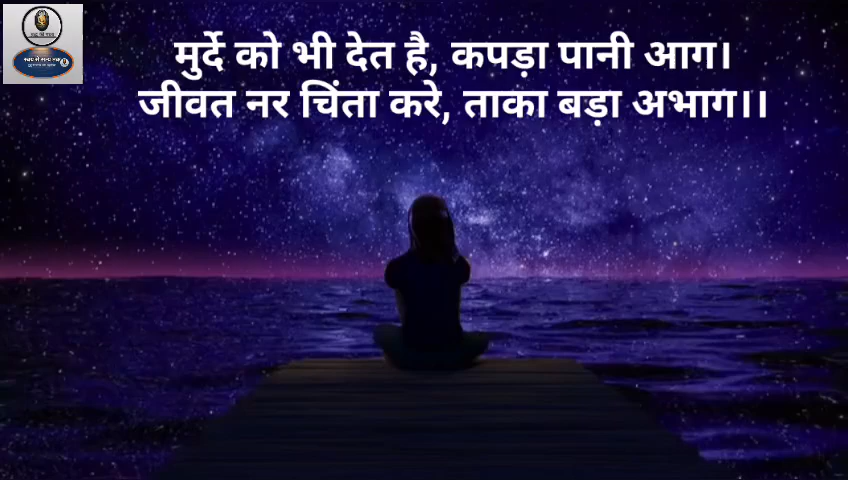 मुर्दे को भी देत है, कपड़ा पानी आग।
जीवत नर चिंता करे, ताका बड़ा अभाग।।